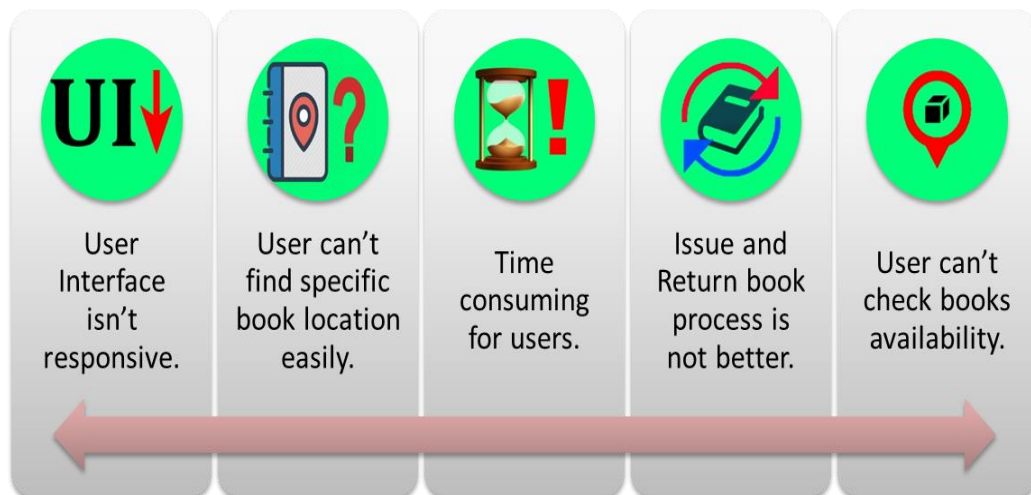 UI
User
Interface
isn't
responsive.
?
User can't
find specific
book location
easily.
!
Time
consuming
for users.
Issue and
Return book
process is
not better.
User can't
check books
availability.